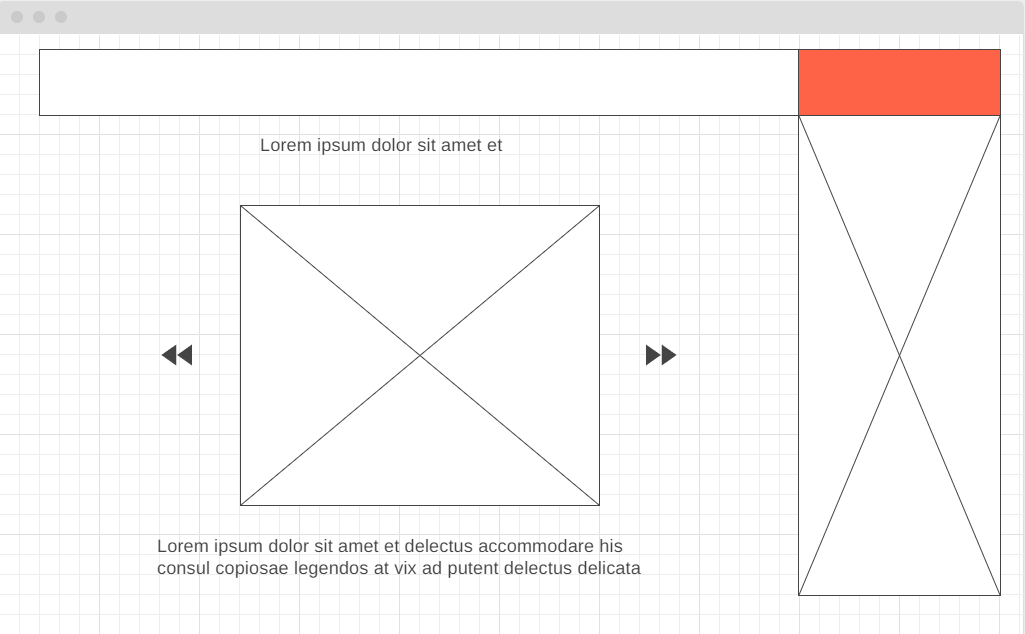 Lorem ipsum dolor sit amet et
Lorem ipsum dolor sit amet et delectus accommodare his
consul copiosae legendos at vix ad putent delectus delicata